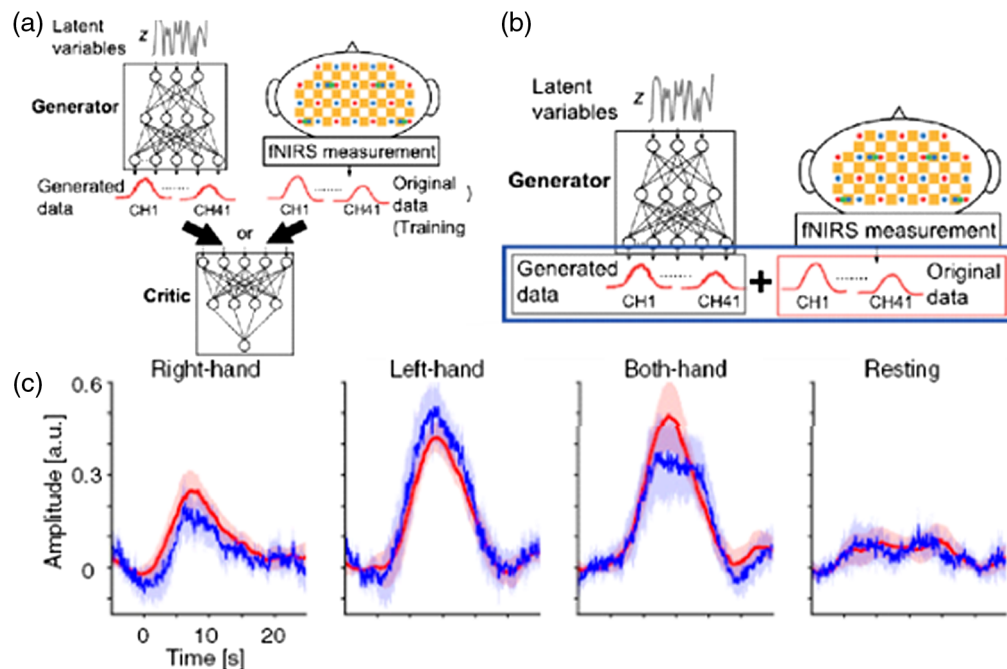 (a)
Latent
variables
z
Generator
fNIRS measurement
Generated
data
CH1
CH41
CH1
CH41
Original
data
(Training
)
or
Critic
(b)
Latent
variables
z
Generator
fNIRS measurement
Generated
data
CH1
CH41
+
CH1
CH41
Original
data
(c)
Right-hand
Left-hand
Both-hand
Resting
Amplitude [a.u.]
0.6
0.3
0
0 10 20
Time [s]